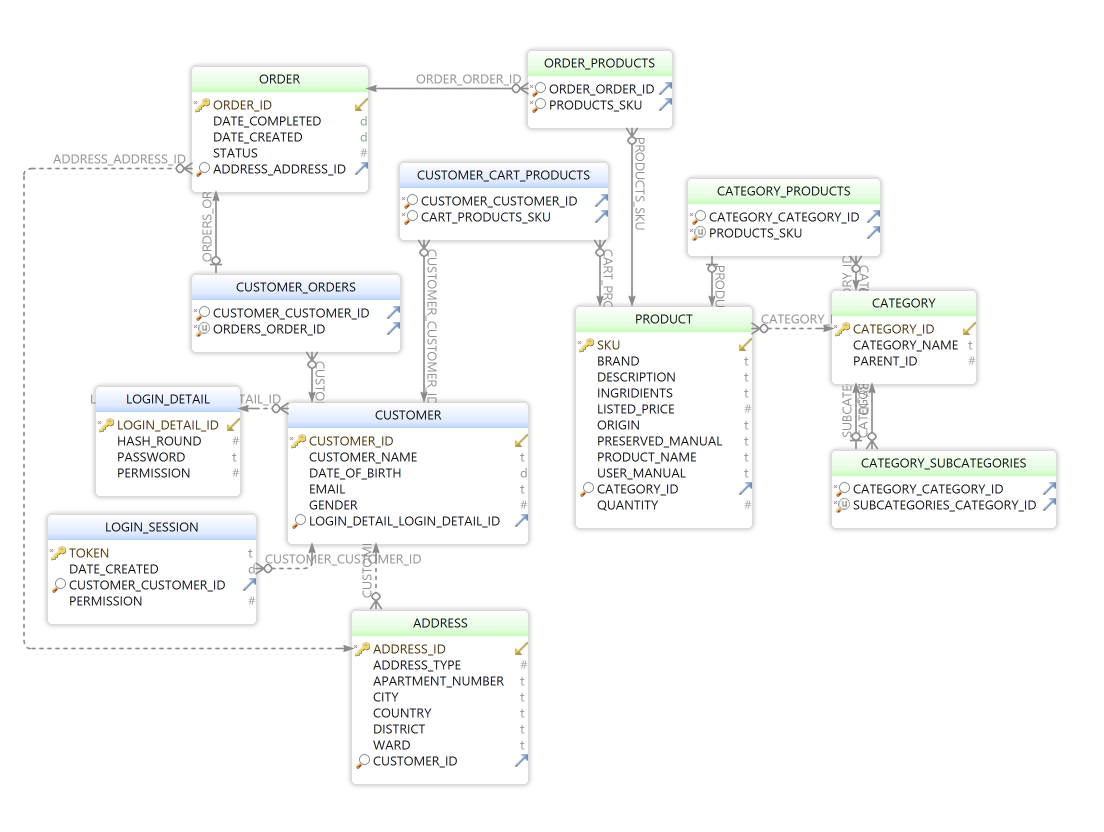 ORDER
ORDER_ID
DATE_COMPLETED d
DATE_CREATED d
STATUS #
ADDRESS_ADDRESS_ID
ORDER_ORDER_ID
ORDER_PRODUCTS
ORDER_ORDER_ID
PRODUCTS_SKU
ADDRESS_ADDRESS_ID
ORDERS_OR
CUSTOMER_CART_PRODUCTS
CUSTOMER_CUSTOMER_ID
CART_PRODUCTS_SKU
PRODUCTS_SKU
CATEGORY_PRODUCTS
CATEGORY_CATEGORY_ID
u PRODUCTS_SKU
CUSTOMER_ORDERS
CUSTOMER_CUSTOMER_ID
u ORDERS_ORDER_ID
CUSTO
CUSTOMER_CUSTOMER_ID
CART_PRO
PRODU
PRODUCT
SKU
BRAND t
DESCRIPTION t
INGRIDIENTS t
LISTED_PRICE #
ORIGIN t
PRESERVED_MANUAL t
PRODUCT_NAME t
USER_MANUAL t
CATEGORY_ID
QUANTITY #
CATEGORY_I
CATEGORY
CATEGORY_ID
CATEGORY_NAME t
PARENT_ID #
SUBCATE
CATEGORY_SUBCATEGORIES
CATEGORY_CATEGORY_ID
u SUBCATEGORIES_CATEGORY_ID
LOGIN_DETAIL
LOGIN_DETAIL_ID
HASH_ROUND #
PASSWORD t
PERMISSION #
TAIL_ID
CUSTOMER
CUSTOMER_ID
CUSTOMER_NAME t
DATE_OF_BIRTH d
EMAIL t
GENDER #
LOGIN_DETAIL_LOGIN_DETAIL_ID
LOGIN_SESSION
TOKEN t
DATE_CREATED d
CUSTOMER_CUSTOMER_ID
PERMISSION #
CUSTOMER_CUSTOMER_ID
CUSTOM
ADDRESS
ADDRESS_ID
ADDRESS_TYPE #
APARTMENT_NUMBER t
CITY t
COUNTRY t
DISTRICT t
WARD t
CUSTOMER_ID